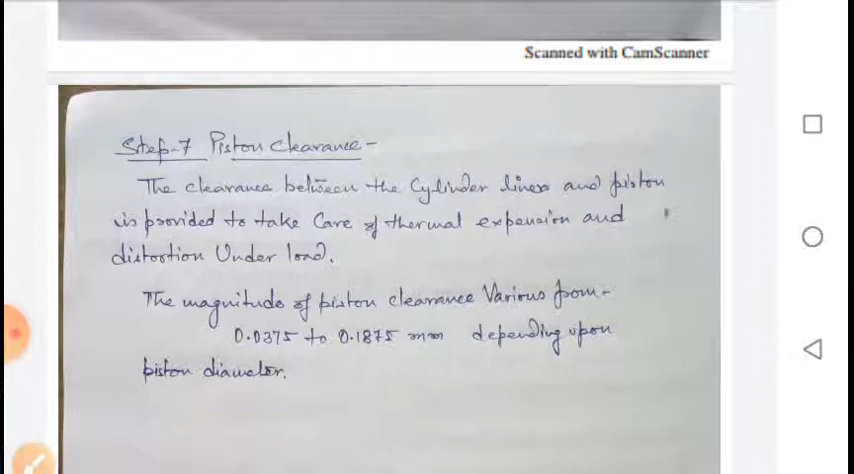 Scanned with CamScanner
Step-7 Piston Clearance -
The clearance between the Cylinder liner and piston
is provided to take Care of thermal expansion and
distortion Under load.
The magnitude of piston clearance Various from -
0.0375 to 0.1875 mm depending upon
piston diameter.